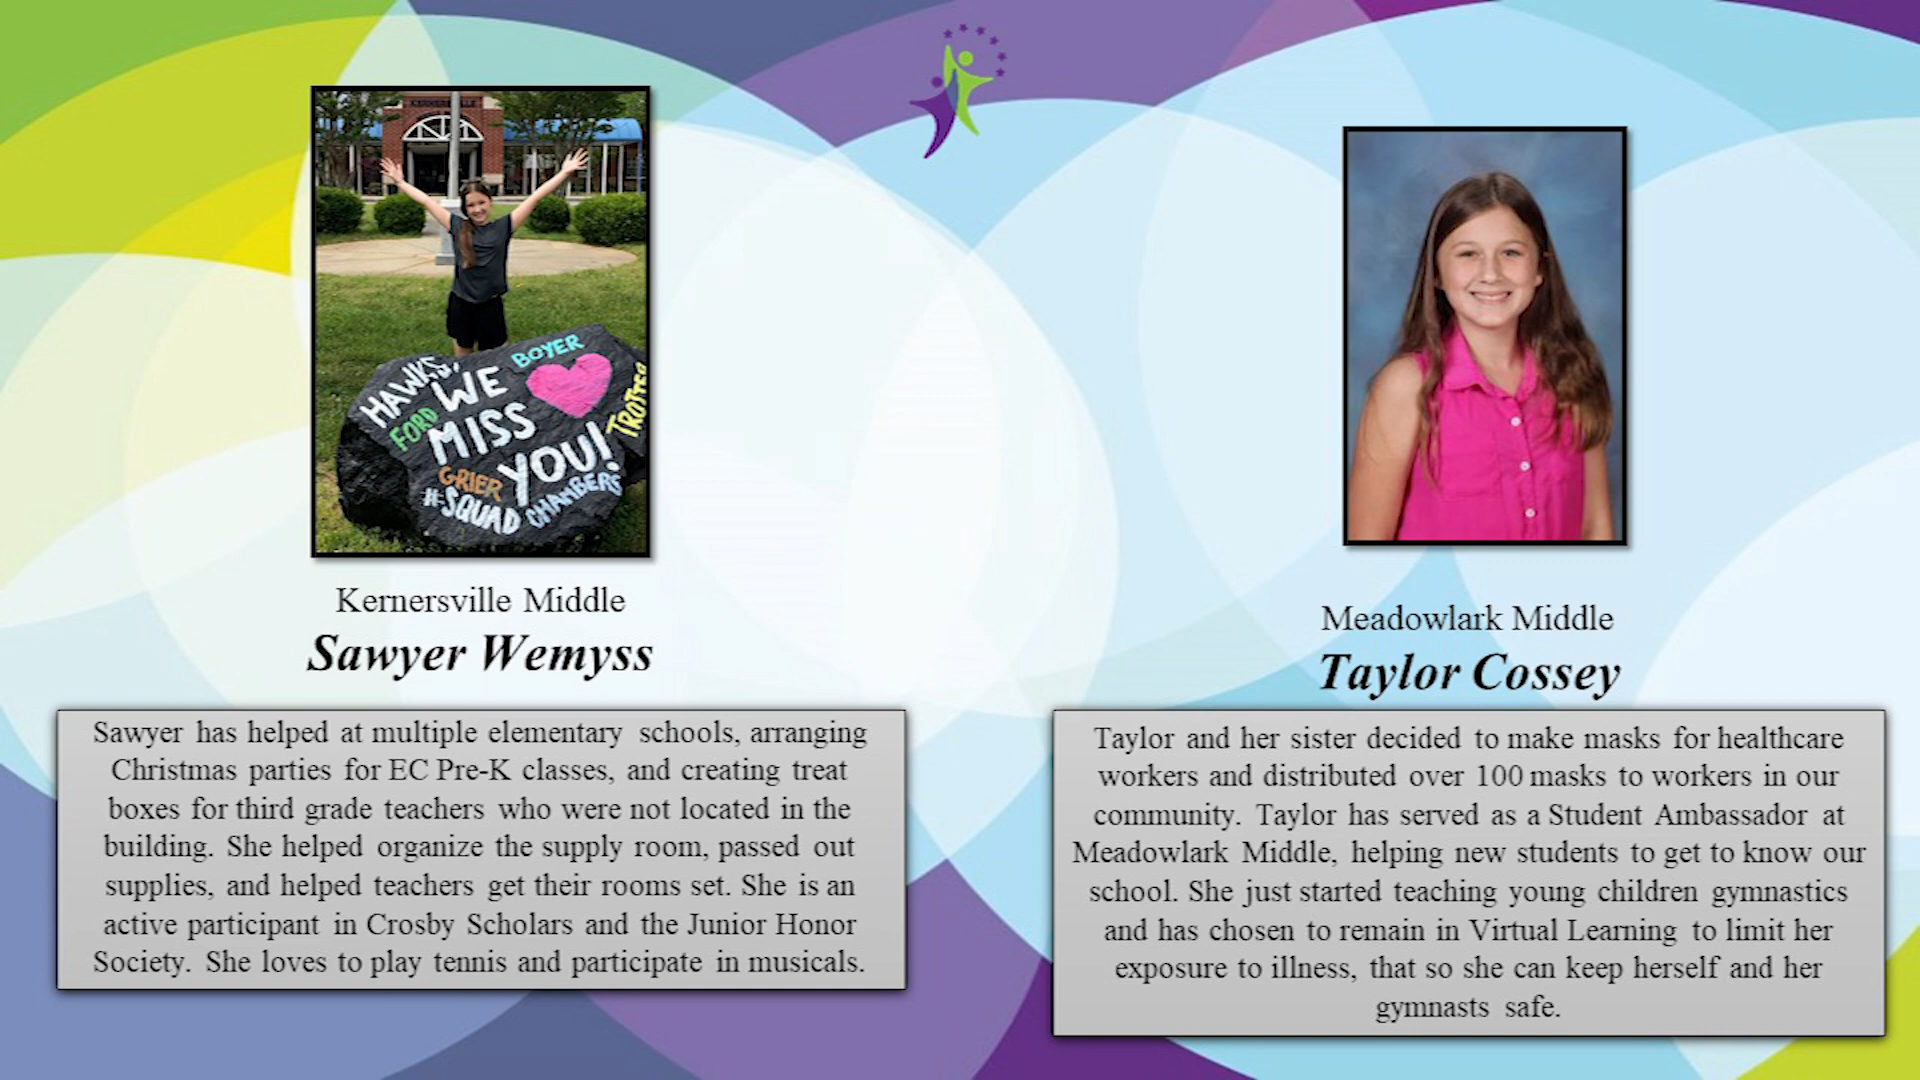 HAWKS,
BOYER
WE
FORD
MISS
TROTTER
GRIER
YOU!
#SQUAD
CHAMBERS
Kernersville Middle
Sawyer Wemyss
Sawyer has helped at multiple elementary schools, arranging
Christmas parties for EC Pre-K classes, and creating treat
boxes for third grade teachers who were not located in the
building. She helped organize the supply room, passed out
supplies, and helped teachers get their rooms set. She is an
active participant in Crosby Scholars and the Junior Honor
Society. She loves to play tennis and participate in musicals.
Meadowlark Middle
Taylor Cossey
Taylor and her sister decided to make masks for healthcare
workers and distributed over 100 masks to workers in our
community. Taylor has served as a Student Ambassador at
Meadowlark Middle, helping new students to get to know our
school. She just started teaching young children gymnastics
and has chosen to remain in Virtual Learning to limit her
exposure to illness, that so she can keep herself and her
gymnasts safe.